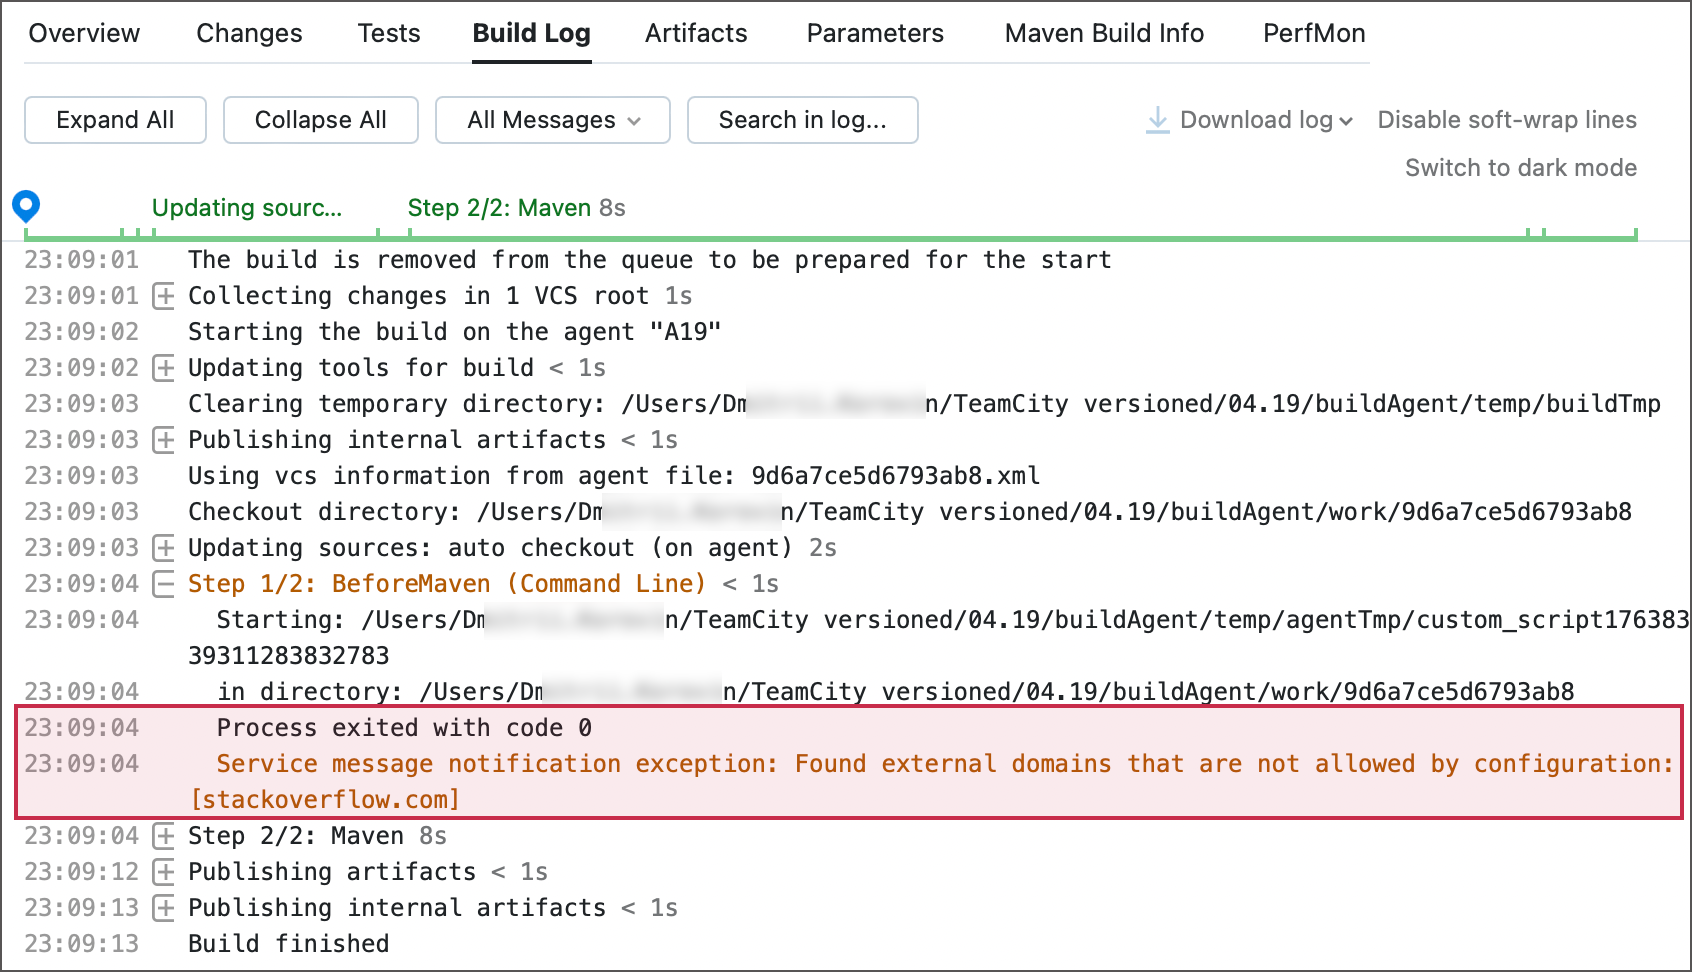 Overview Changes Tests Build Log Artifacts Parameters Maven Build Info PerfMon
Expand All Collapse All All Messages Search in log... Download log Disable soft-wrap lines
Switch to dark mode
Updating sourc... Step 2/2: Maven 8s
23:09:01 The build is removed from the queue to be prepared for the start
23:09:01 Collecting changes in 1 VCS root 1s
23:09:02 Starting the build on the agent "A19"
23:09:02 Updating tools for build < 1s
23:09:03 Clearing temporary directory: /Users/Dm n/TeamCity versioned/04.19/buildAgent/temp/buildTmp
23:09:03 Publishing internal artifacts < 1s
23:09:03 Using vcs information from agent file: 9d6a7ce5d6793ab8.xml
23:09:03 Checkout directory: /Users/Dm n/TeamCity versioned/04.19/buildAgent/work/9d6a7ce5d6793ab8
23:09:03 Updating sources: auto checkout (on agent) 2s
23:09:04 Step 1/2: BeforeMaven (Command Line) < 1s
23:09:04 Starting: /Users/Dm n/TeamCity versioned/04.19/buildAgent/temp/agentTmp/custom_script176383
39311283832783
23:09:04 in directory: /Users/Dm n/TeamCity versioned/04.19/buildAgent/work/9d6a7ce5d6793ab8
23:09:04 Process exited with code 0
23:09:04 Service message notification exception: Found external domains that are not allowed by configuration:
[stackoverflow.com]
23:09:04 Step 2/2: Maven 8s
23:09:12 Publishing artifacts < 1s
23:09:13 Publishing internal artifacts < 1s
23:09:13 Build finished